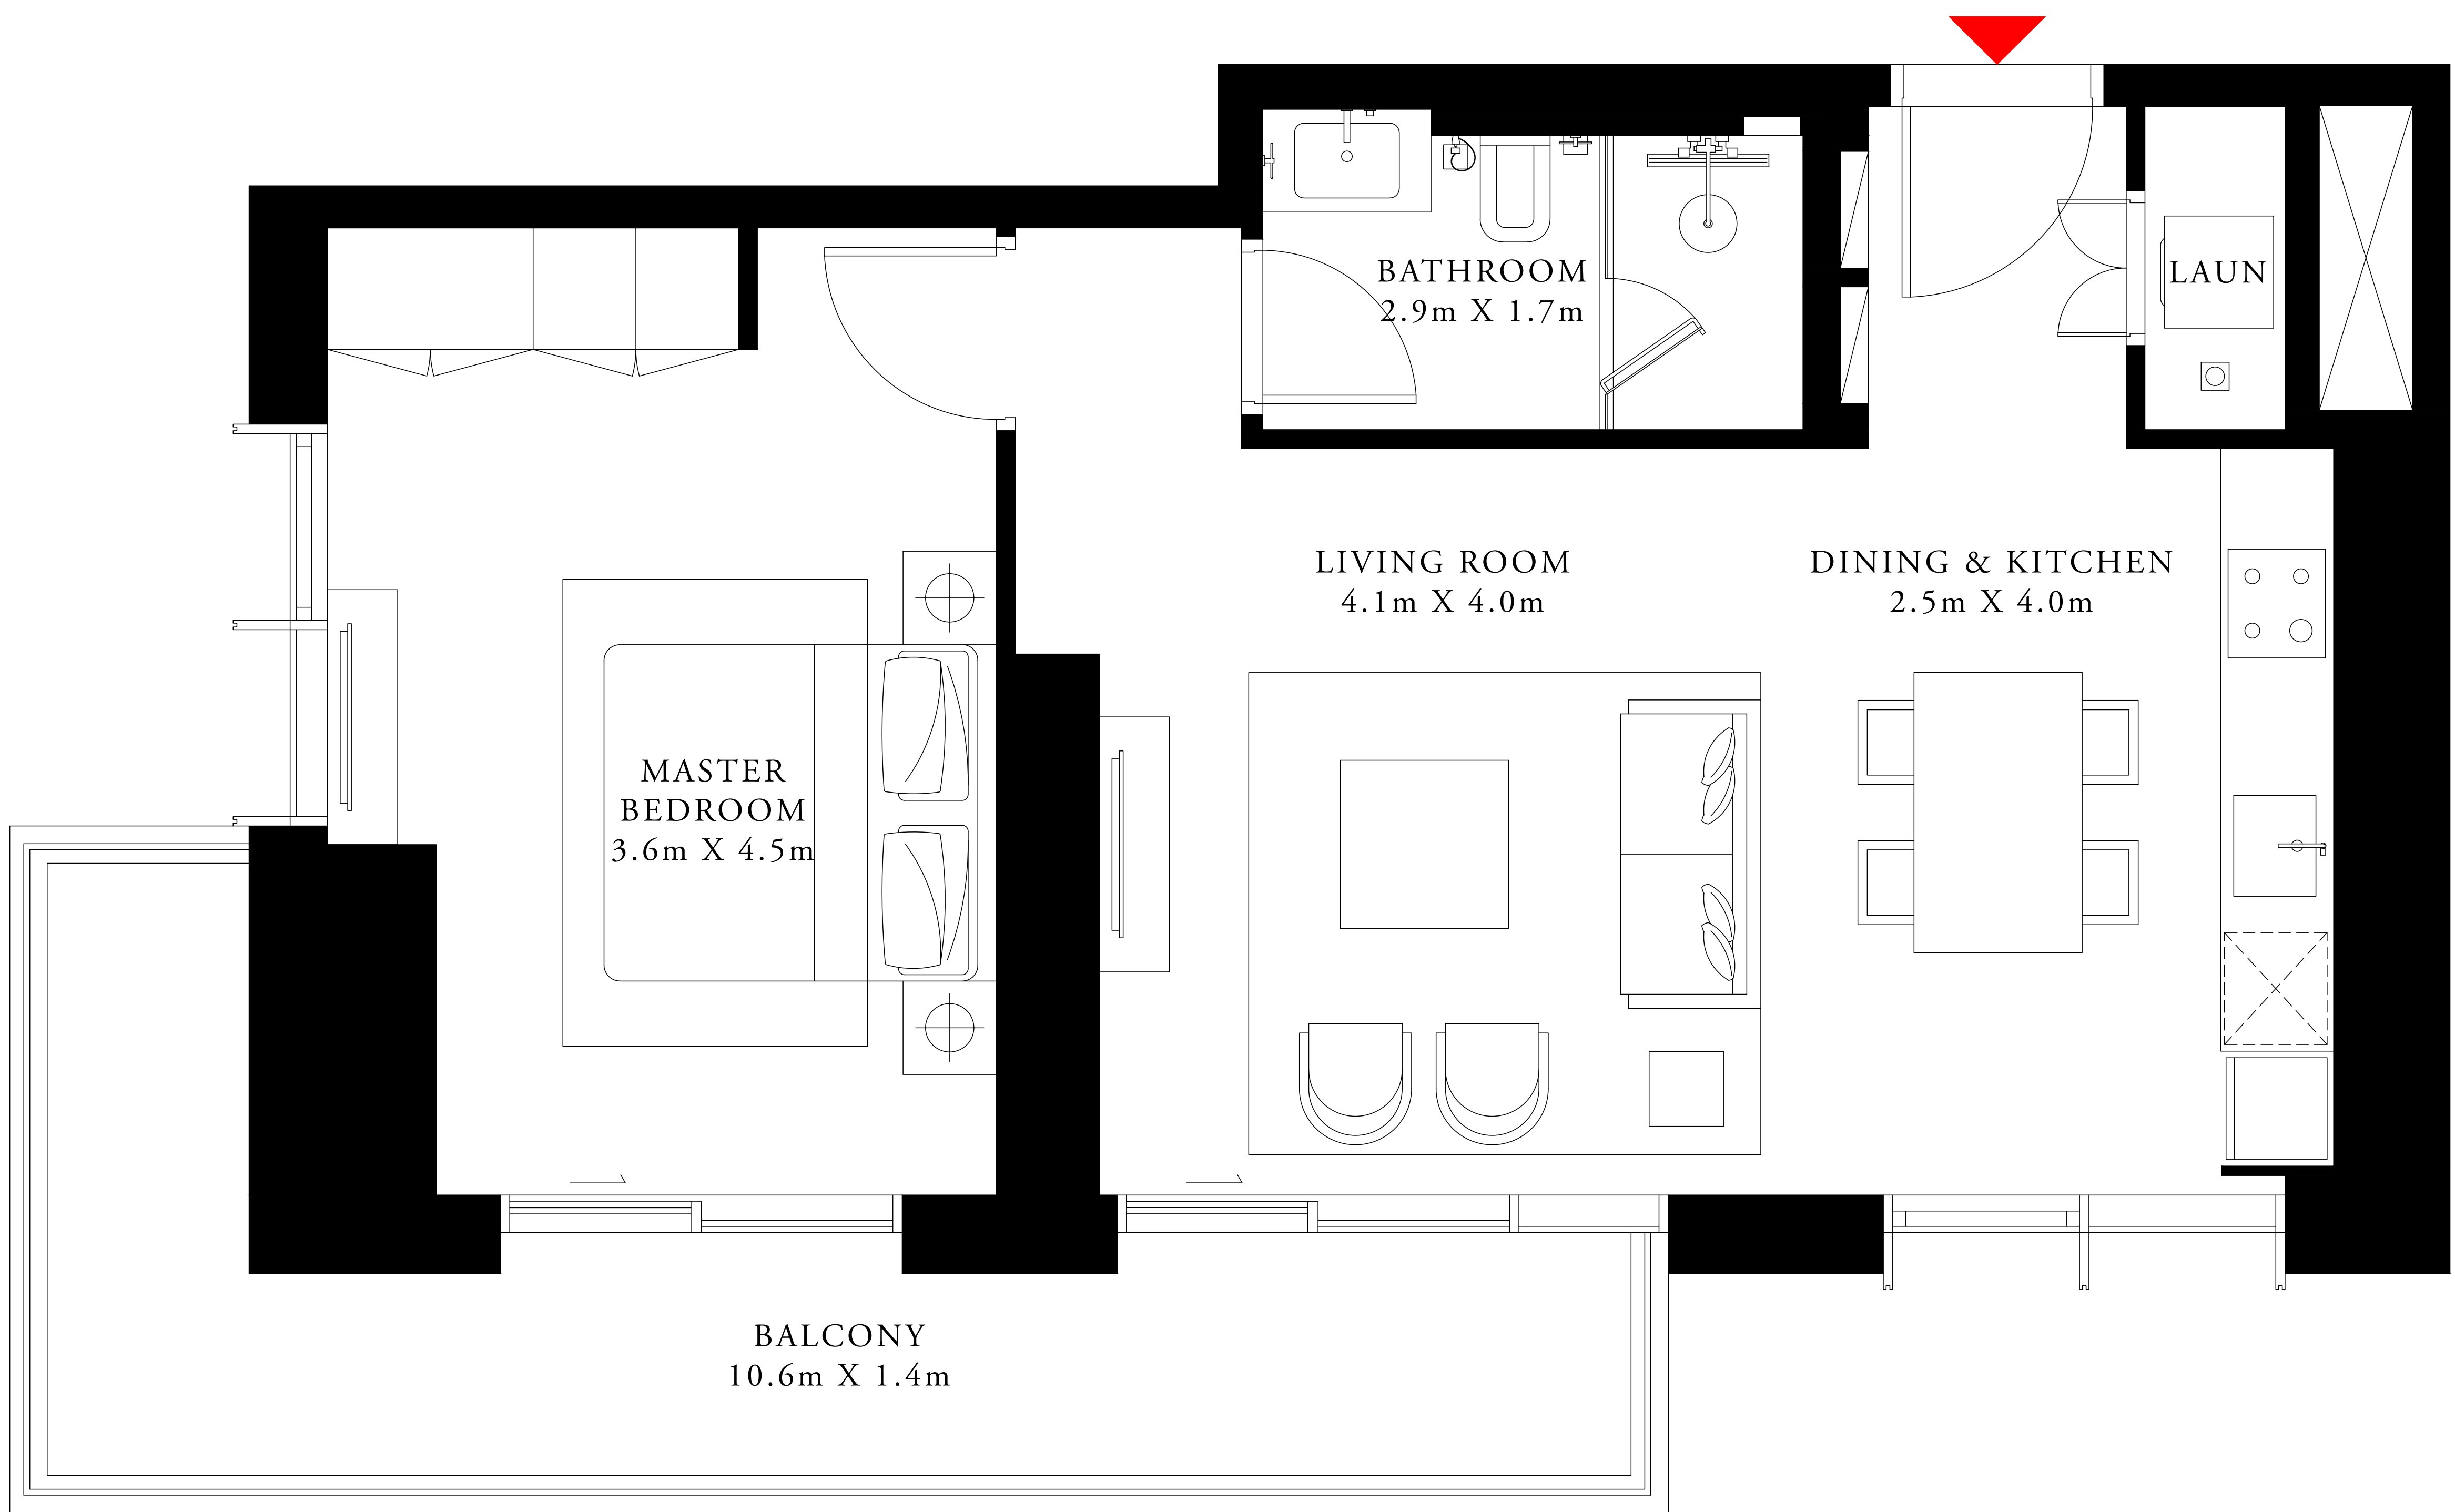 BATHROOM
2.9m X 1.7m
LAUN
LIVING ROOM
4.1m X 4.0m
DINING & KITCHEN
2.5m X 4.0m
MASTER
BEDROOM
3.6m X 4.5m
BALCONY
10.6m X 1.4m